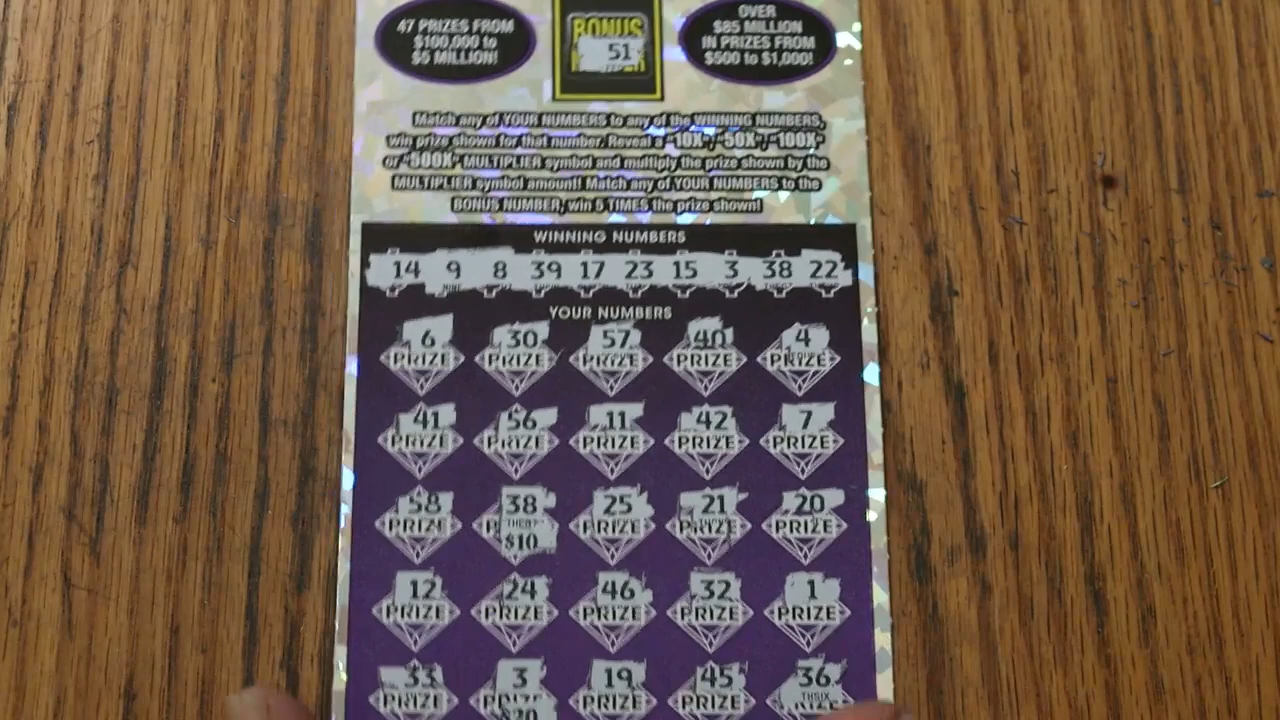 47 PRIZES FROM
$100,000 to
$5 MILLION!
BONUS
51
OVER
$85 MILLION
IN PRIZES FROM
$500 to $1,000!
Match any of YOUR NUMBERS to any of the WINNING NUMBERS,
win prize shown for that number. Reveal a "10X", "50X", "100X"
or "500X" MULTIPLIER symbol and multiply the prize shown by the
MULTIPLIER symbol amount! Match any of YOUR NUMBERS to the
BONUS NUMBER, win 5 TIMES the prize shown!
WINNING NUMBERS
14 9 8 39 17 23 15 3 38 22
NINE
YOUR NUMBERS
6 30 57 40 4
PRIZE PRIZE PRIZE PRIZE PRIZE
41 56 11 42 7
PRIZE PRIZE PRIZE PRIZE PRIZE
58 38 25 21 20
PRIZE PRIZE PRIZE PRIZE
$10
12 24 46 32 1
PRIZE PRIZE PRIZE PRIZE PRIZE
33 3 19 45 36
THSIX
PRIZE PRIZE PRIZE PRIZE
$20